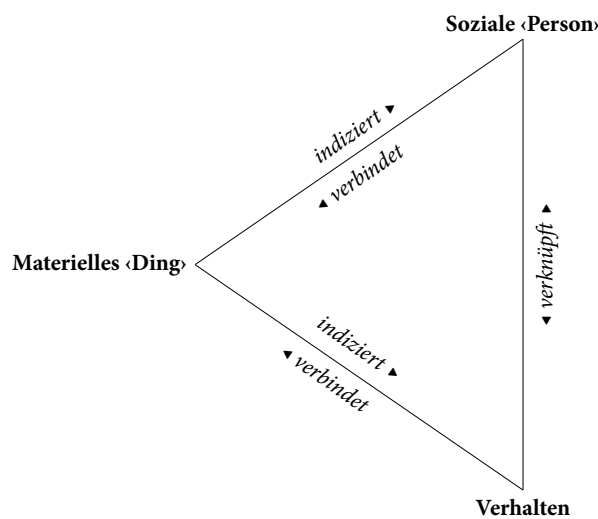 Soziale ‹Person›
indiziert ►
◄ verbindet
◄ verknüpft ►
Materielles ‹Ding›
indiziert ►
◄ verbindet
Verhalten